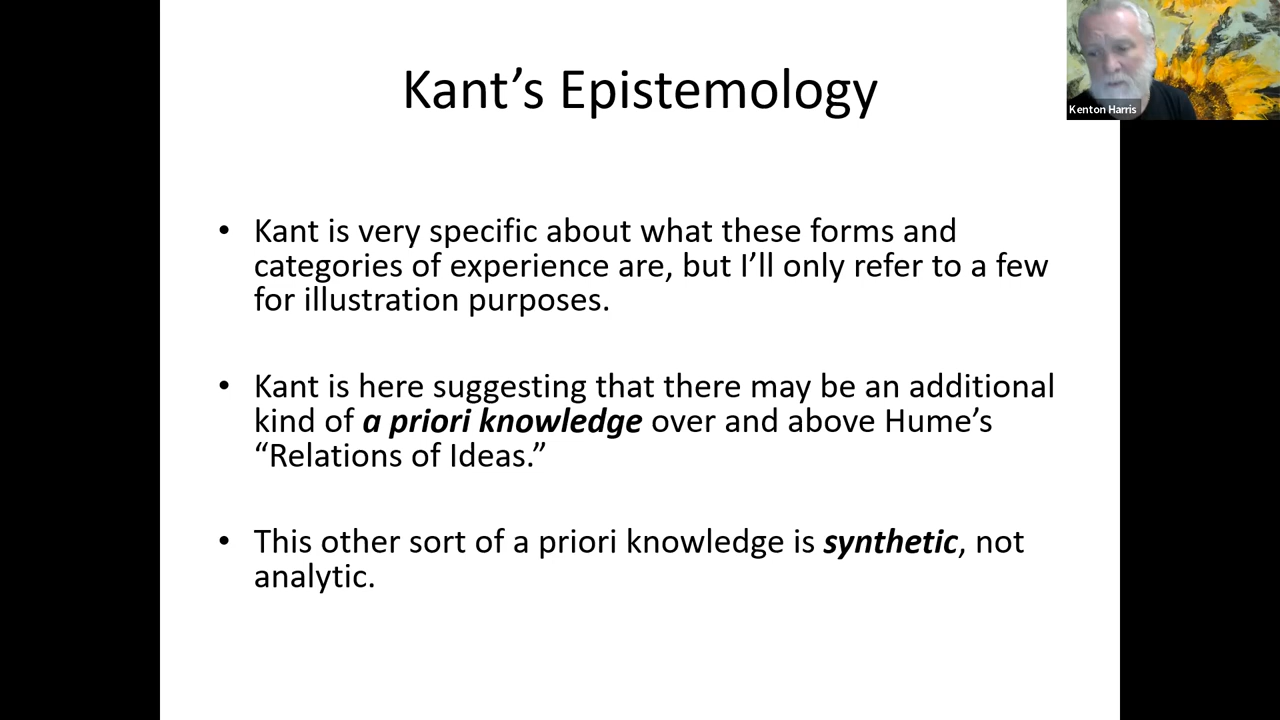 Kant’s Epistemology
Kenton Harris
• Kant is very specific about what these forms and
categories of experience are, but I’ll only refer to a few
for illustration purposes.
• Kant is here suggesting that there may be an additional
kind of a priori knowledge over and above Hume’s
“Relations of Ideas.”
• This other sort of a priori knowledge is synthetic, not
analytic.